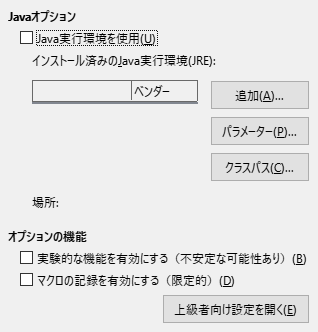 Javaオプション
Java実行環境を使用(U)
インストール済みのJava実行環境(JRE):
ベンダー
追加(A)...
パラメーター(P)...
クラスパス(C)...
場所:
オプションの機能
実験的な機能を有効にする（不安定な可能性あり）(B)
マクロの記録を有効にする（限定的）(D)
上級者向け設定を開く(E)